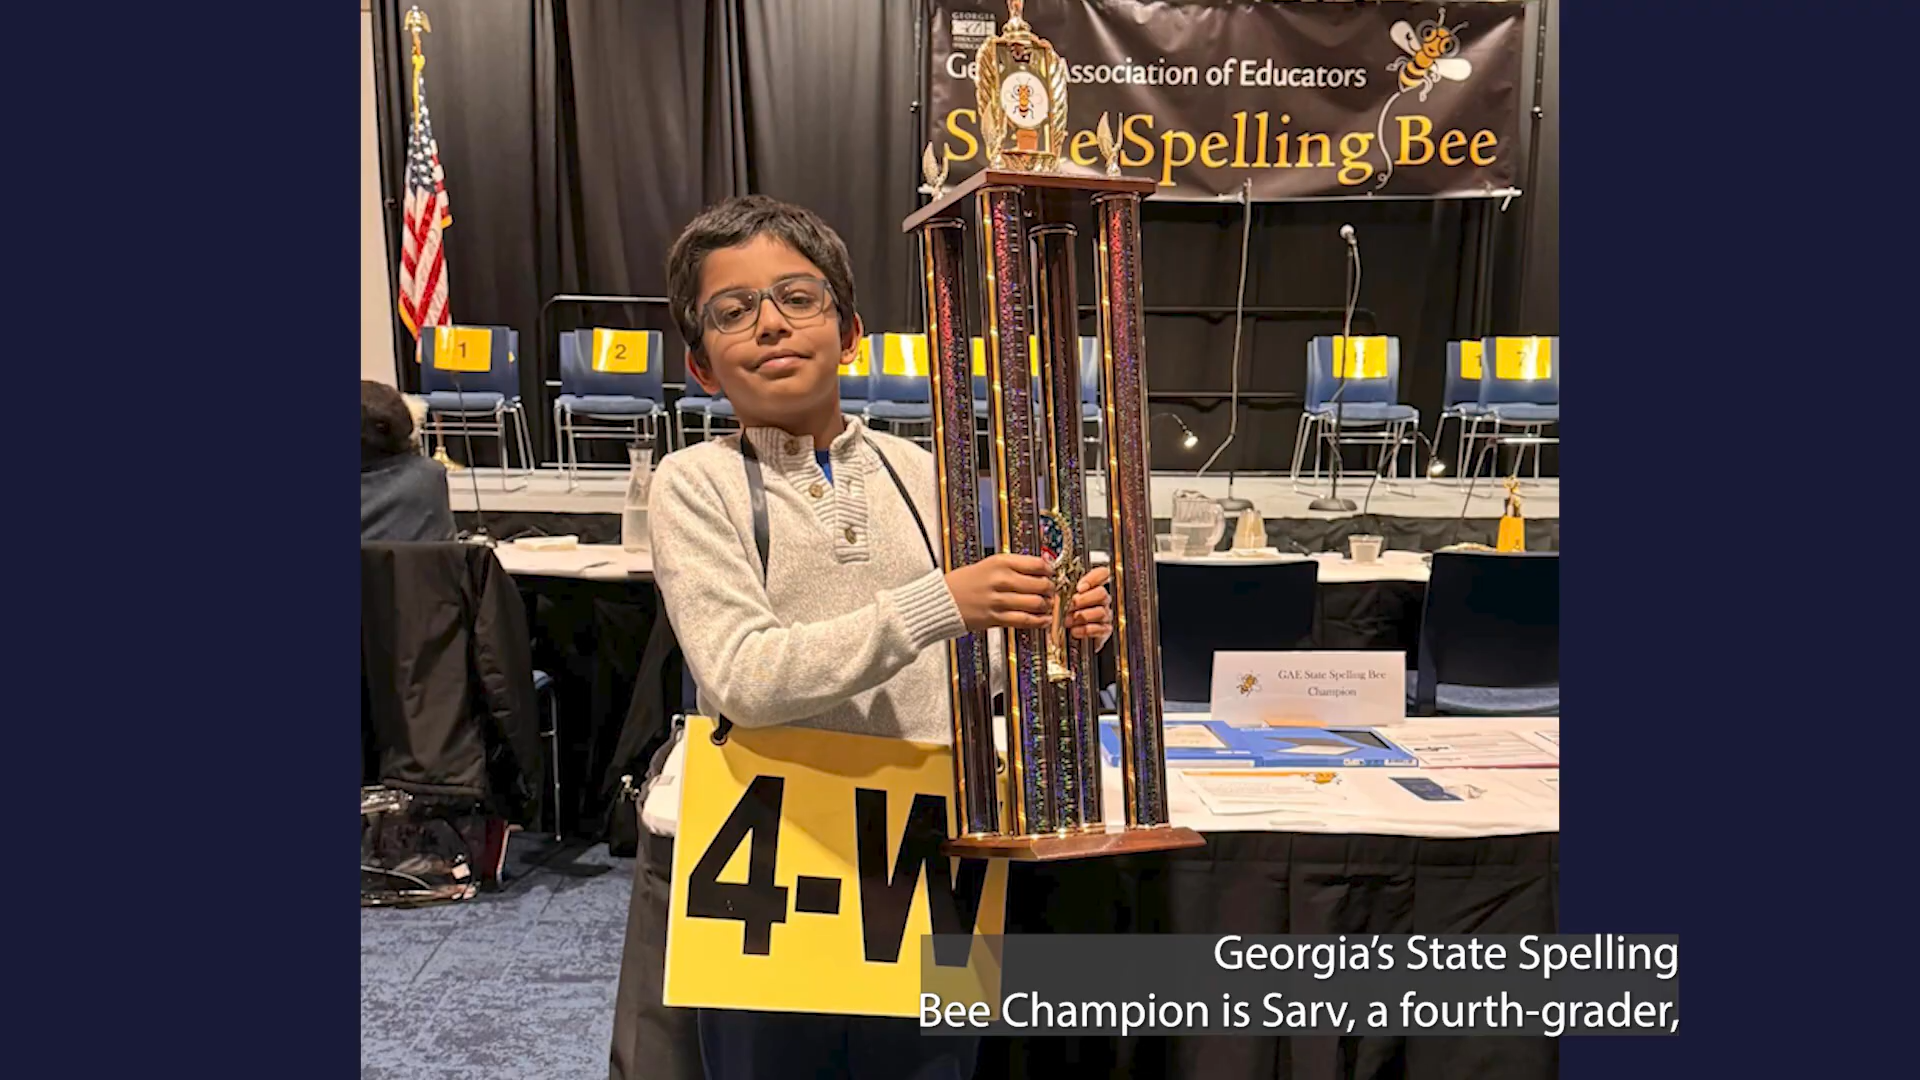 GEORGIA
Association of Educators
Spelling Bee
1
2
4-W
GAE State Spelling Bee
Champion
Georgia’s State Spelling
Bee Champion is Sarv, a fourth-grader,